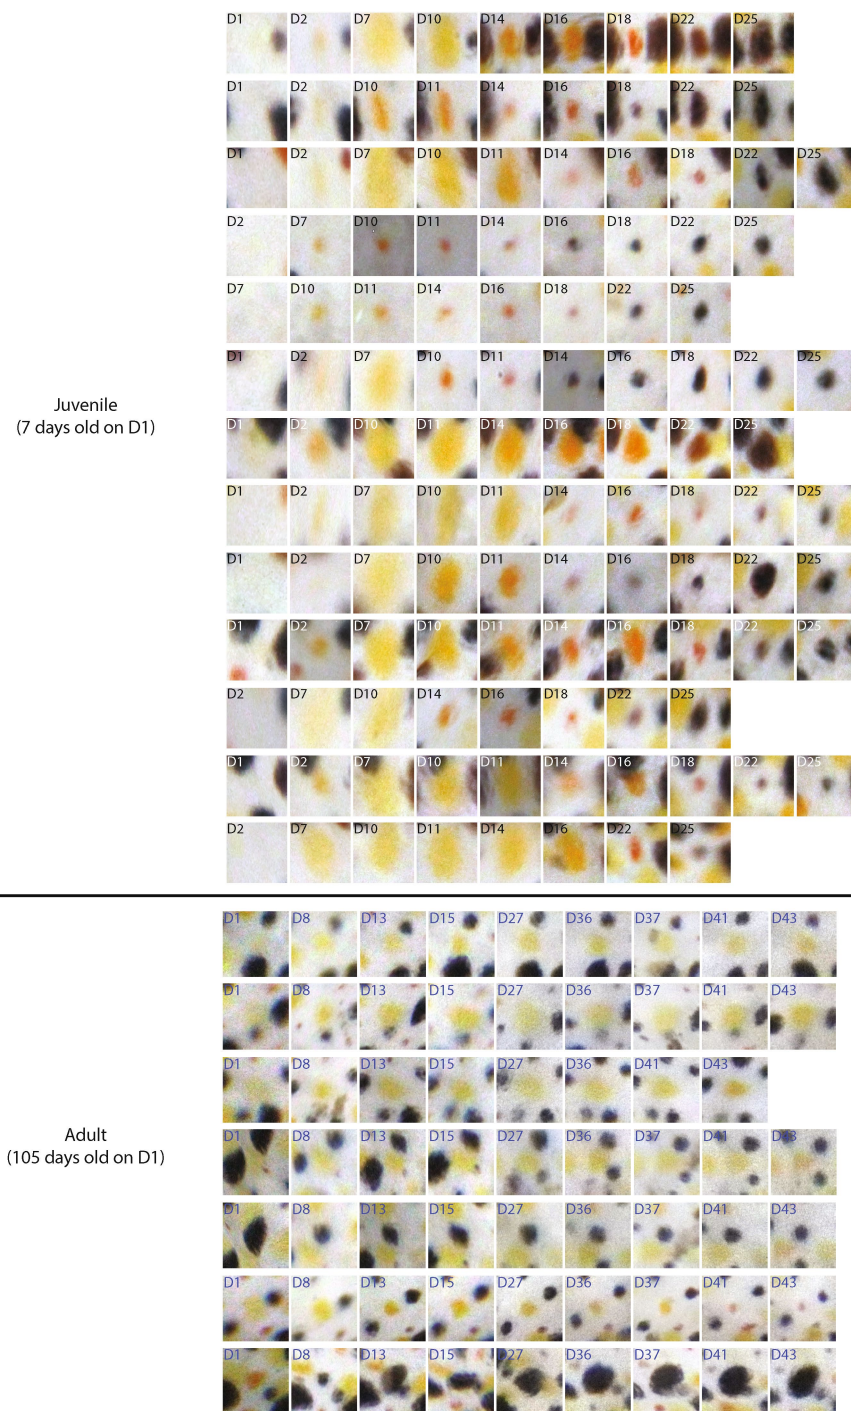 D1 D2 D7 D10 D14 D16 D18 D22 D25
D1 D2 D10 D11 D14 D16 D18 D22 D25
D1 D2 D7 D10 D11 D14 D16 D18 D22 D25
D2 D7 D10 D11 D14 D16 D18 D22 D25
D7 D10 D11 D14 D16 D18 D22 D25
D1 D2 D7 D10 D11 D14 D16 D18 D22 D25
Juvenile
(7 days old on D1)
D1 D2 D10 D11 D14 D16 D18 D22 D25
D1 D2 D7 D10 D11 D14 D16 D18 D22 D25
D1 D2 D7 D10 D11 D14 D16 D18 D22 D25
D1 D2 D7 D10 D11 D14 D16 D18 D22 D25
D2 D7 D10 D14 D16 D18 D22 D25
D1 D2 D7 D10 D11 D14 D16 D18 D22 D25
D2 D7 D10 D11 D14 D16 D22 D25
D1 D8 D13 D15 D27 D36 D37 D41 D43
D1 D8 D13 D15 D27 D36 D37 D41 D43
D1 D8 D13 D15 D27 D36 D41 D43
Adult
(105 days old on D1)
D1 D8 D13 D15 D27 D36 D37 D41 D43
D1 D8 D13 D15 D27 D36 D37 D41 D43
D1 D8 D13 D15 D27 D36 D37 D41 D43
D1 D8 D13 D15 D27 D36 D37 D41 D43